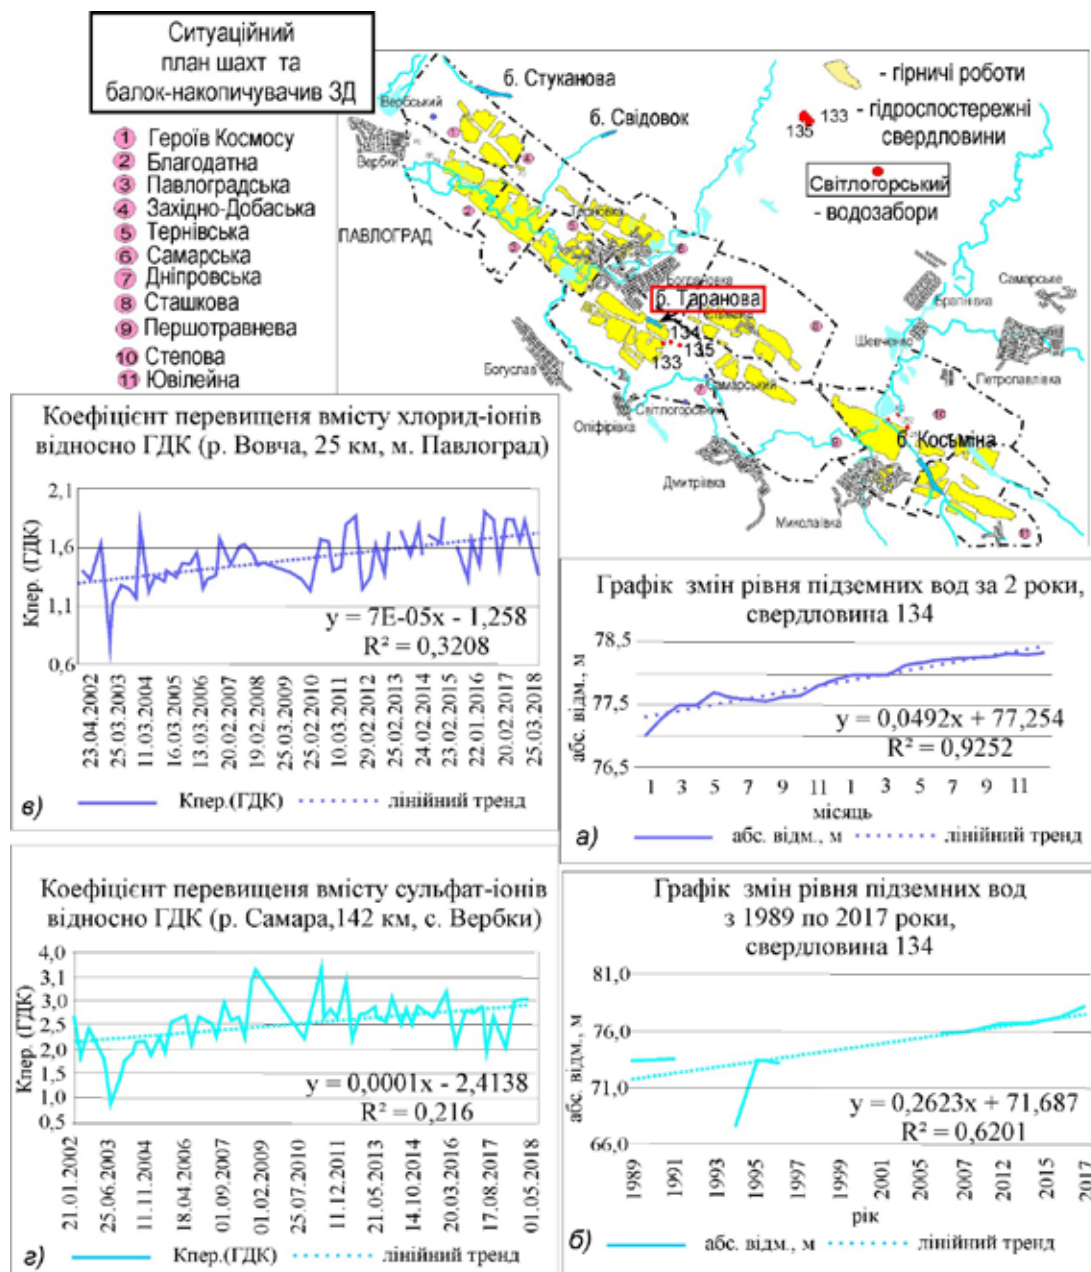 Ситуаційний
план шахт та
балок-накопичувачив ЗД
1 Героїв Космосу
2 Благодатна
3 Павлоградська
4 Західно-Добаська
5 Тернівська
6 Самарська
7 Дніпровська
8 Сташкова
9 Першотравнева
10 Степова
11 Ювілейна
б. Стуканова
б. Свідовок
Вербський
Вербки
ПАВЛОГРАД
Богдановка
б. Таранова
134
133
135
Богуслав
Самарський
Світлогорський
Опіфірівка
Дмитрівка
Миколаївка
б. Косьміна
Шевченко
Петропавлівка
Самарське
- гірничі роботи
133
135
- гідроспостережні
свердловини
Світлогорський
- водозабори
Коефіцієнт перевищеня вмісту хлорид-іонів
відносно ГДК (р. Вовча, 25 км, м. Павлоград)
Кпер. (ГДК)
2,1
1,6
1,1
0,6
y = 7E-05x - 1,258
R² = 0,3208
23.04.2002
25.03.2003
11.03.2004
16.03.2005
13.03.2006
20.02.2007
19.02.2008
25.03.2009
25.02.2010
10.03.2011
29.02.2012
25.02.2013
24.02.2014
25.02.2015
22.01.2016
20.02.2017
25.03.2018
в) Кпер.(ГДК) лінійний тренд
Графік змін рівня підземних вод за 2 роки,
свердловина 134
абс. відм., м
78,5
77,5
76,5
y = 0,0492x + 77,254
R² = 0,9252
1 3 5 7 9 11 1 3 5 7 9 11
місяць
а) абс. відм., м лінійний тренд
Коефіцієнт перевищеня вмісту сульфат-іонів
відносно ГДК (р. Самара,142 км, с. Вербки)
Кпер. (ГДК)
4,0
3,1
3,0
2,5
2,0
1,5
1,0
0,5
y = 0,0001x - 2,4138
R² = 0,216
21.01.2002
25.06.2003
11.11.2004
18.04.2006
01.09.2007
01.02.2009
25.07.2010
11.12.2011
21.05.2013
14.10.2014
20.03.2016
17.08.2017
01.05.2018
г) Кпер.(ГДК) лінійний тренд
Графік змін рівня підземних вод
з 1989 по 2017 роки,
свердловина 134
абс. відм., м
81,0
76,0
71,0
66,0
y = 0,2623x + 71,687
R² = 0,6201
1989
1991
1993
1995
1997
1999
2001
2005
2007
2012
2015
2017
рік
б) абс. відм., м лінійний тренд